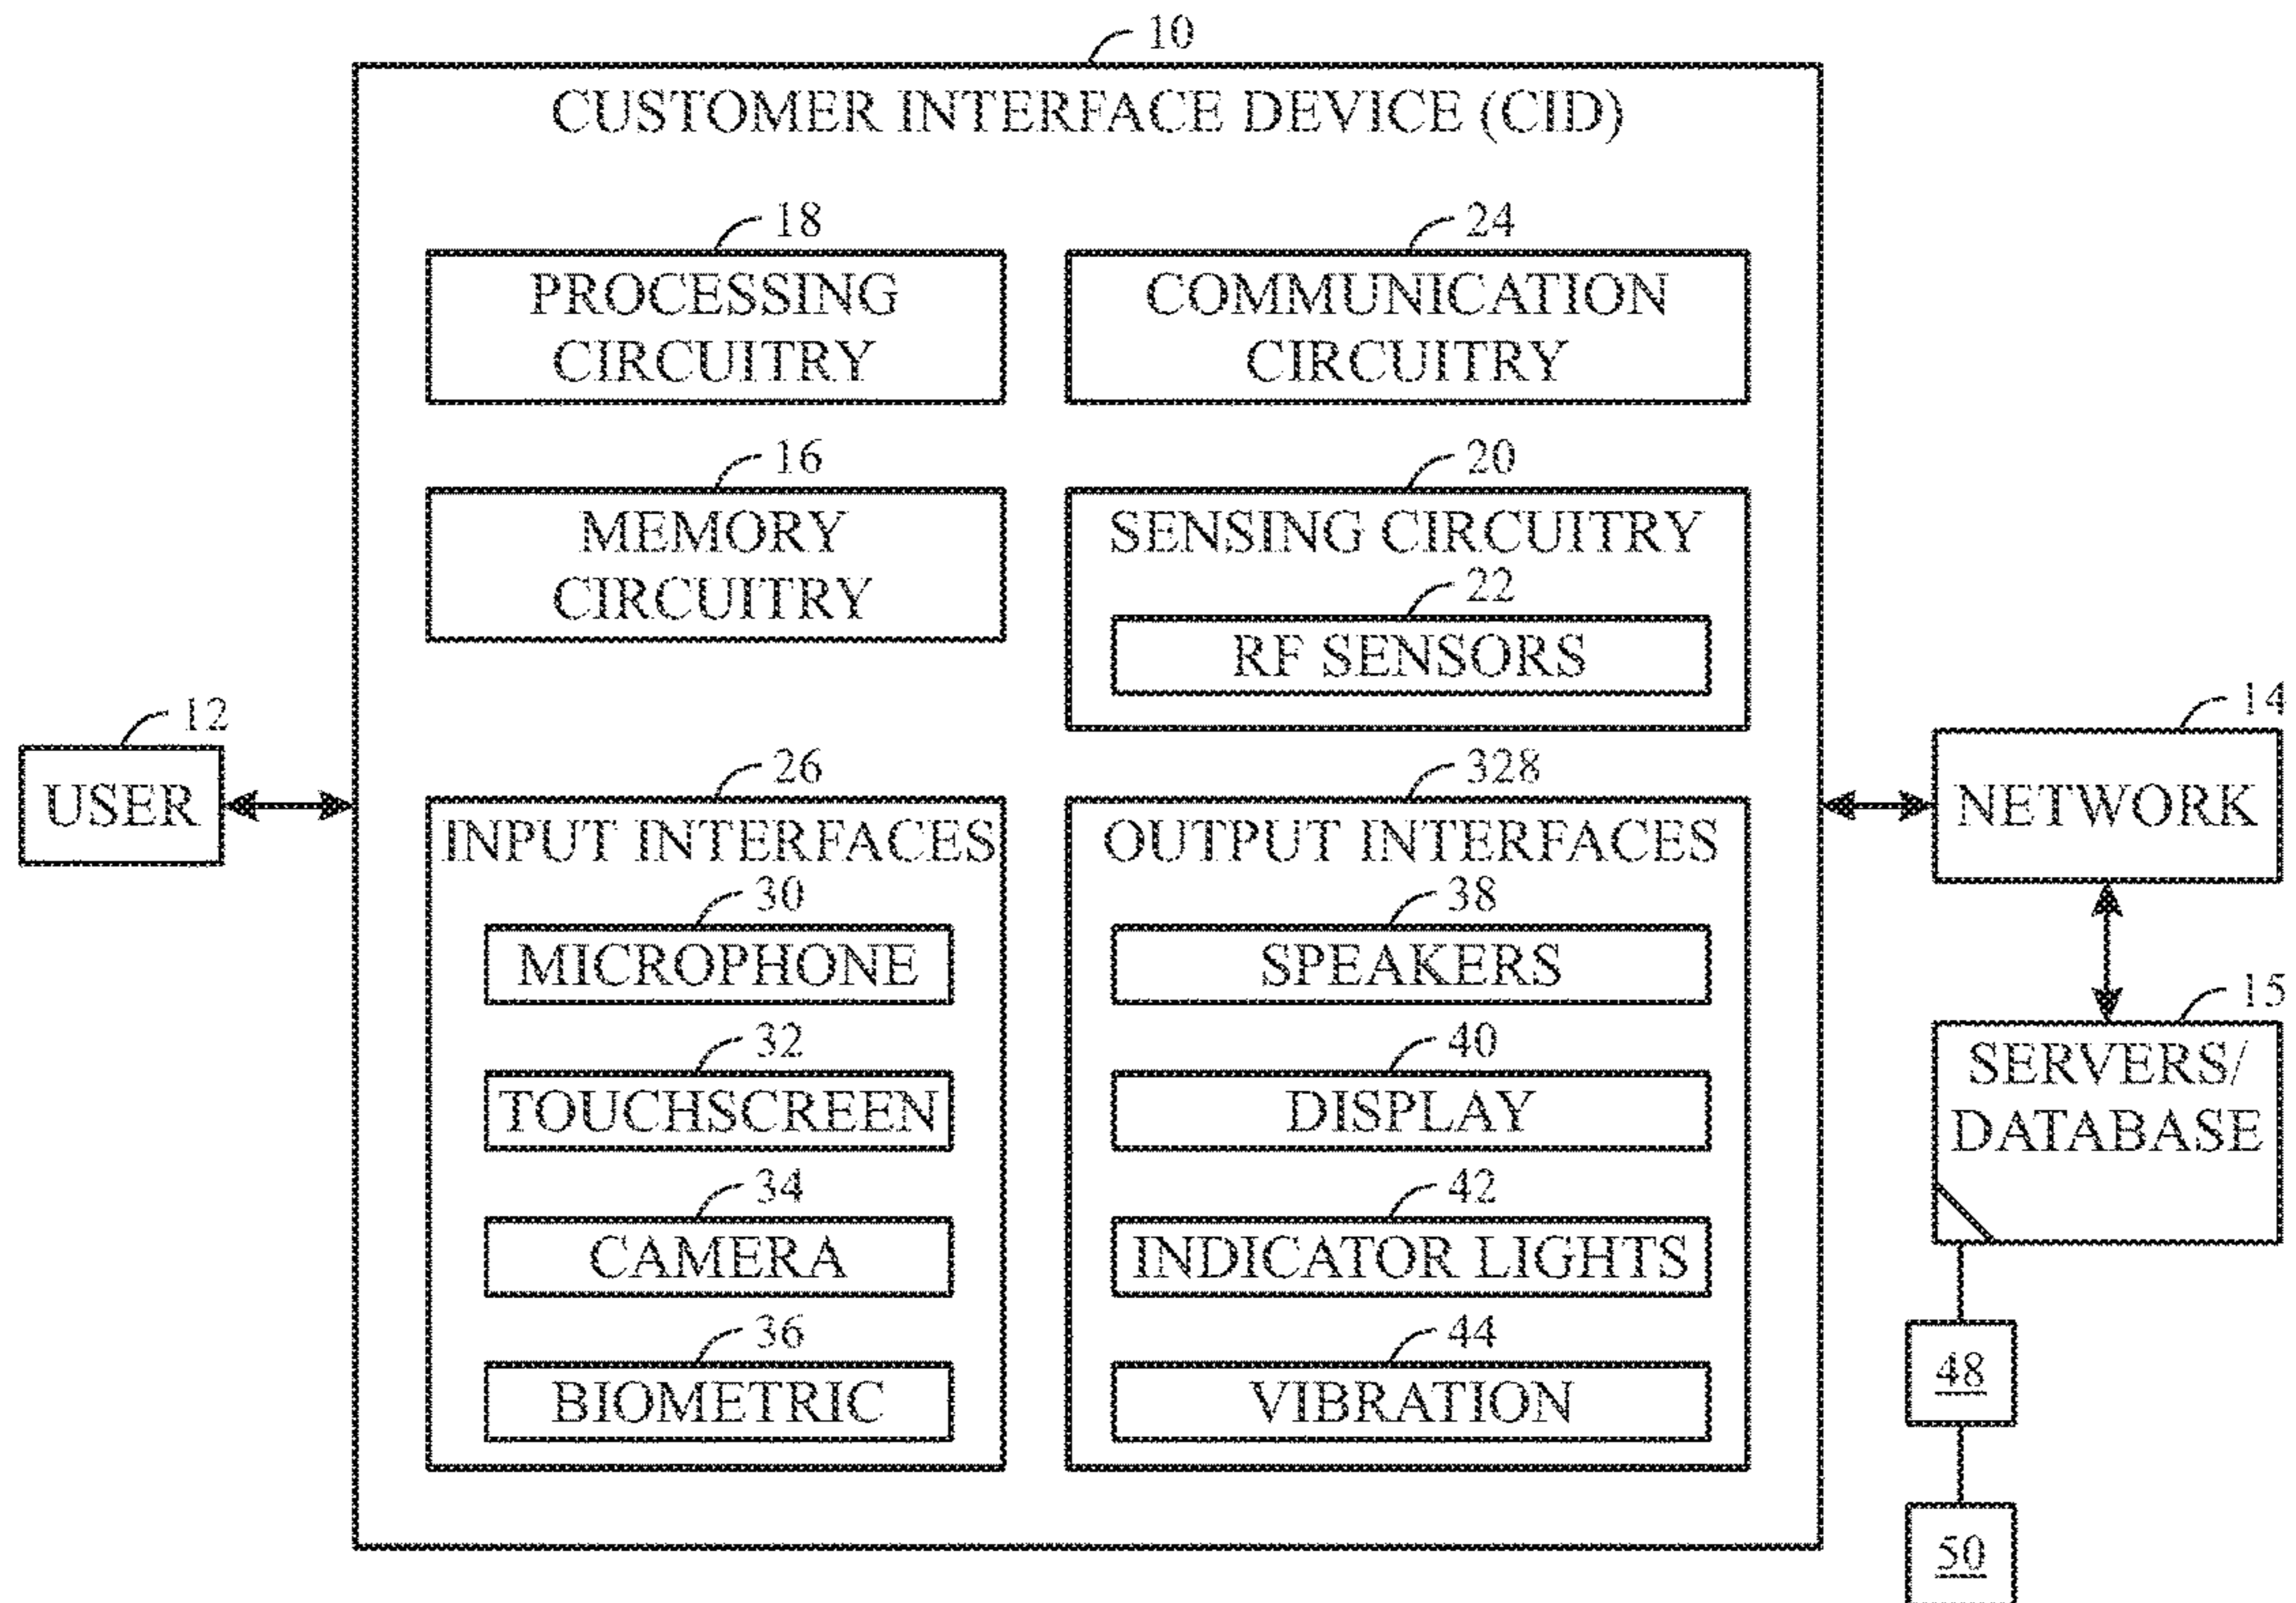 10
CUSTOMER INTERFACE DEVICE (CID)
18
PROCESSING
CIRCUITRY
24
COMMUNICATION
CIRCUITRY
16
MEMORY
CIRCUITRY
20
SENSING CIRCUITRY
22
RF SENSORS
12
USER
14
NETWORK
15
SERVERS/
DATABASE
48
50
26
INPUT INTERFACES
30
MICROPHONE
32
TOUCHSCREEN
34
CAMERA
36
BIOMETRIC
328
OUTPUT INTERFACES
38
SPEAKERS
40
DISPLAY
42
INDICATOR LIGHTS
44
VIBRATION